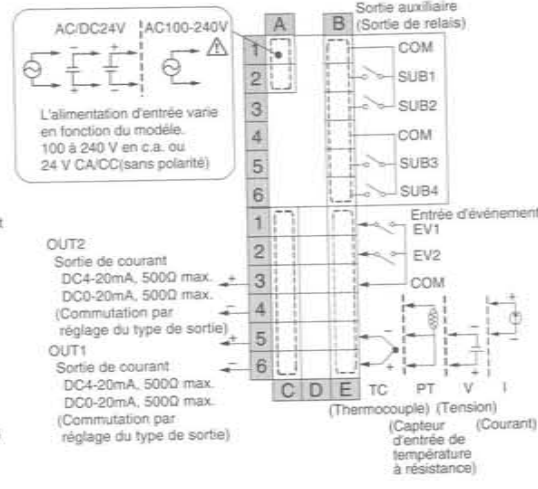 AC/DC24V AC100-240V
L'alimentation d'entrée varie
en fonction du modéle.
100 à 240 V en c.a. ou
24 V CA/CC(sans polarité)
A B
Sortie auxiliaire
(Sortie de relais)
1 COM
2 SUB1
3 SUB2
4 COM
5 SUB3
6 SUB4
Entrée d'événement
1 EV1
2 EV2
3 COM
4
5
6
OUT2
Sortie de courant
DC4-20mA, 500Ω max.
DC0-20mA, 500Ω max.
(Commutation par
réglage du type de sortie)
OUT1
Sortie de courant
DC4-20mA, 500Ω max.
DC0-20mA, 500Ω max.
(Commutation par
réglage du type de sortie)
C D E TC PT V I
(Thermocouple) (Tension)
(Capteur
d'entrée de
température
à résistance)
(Courant)